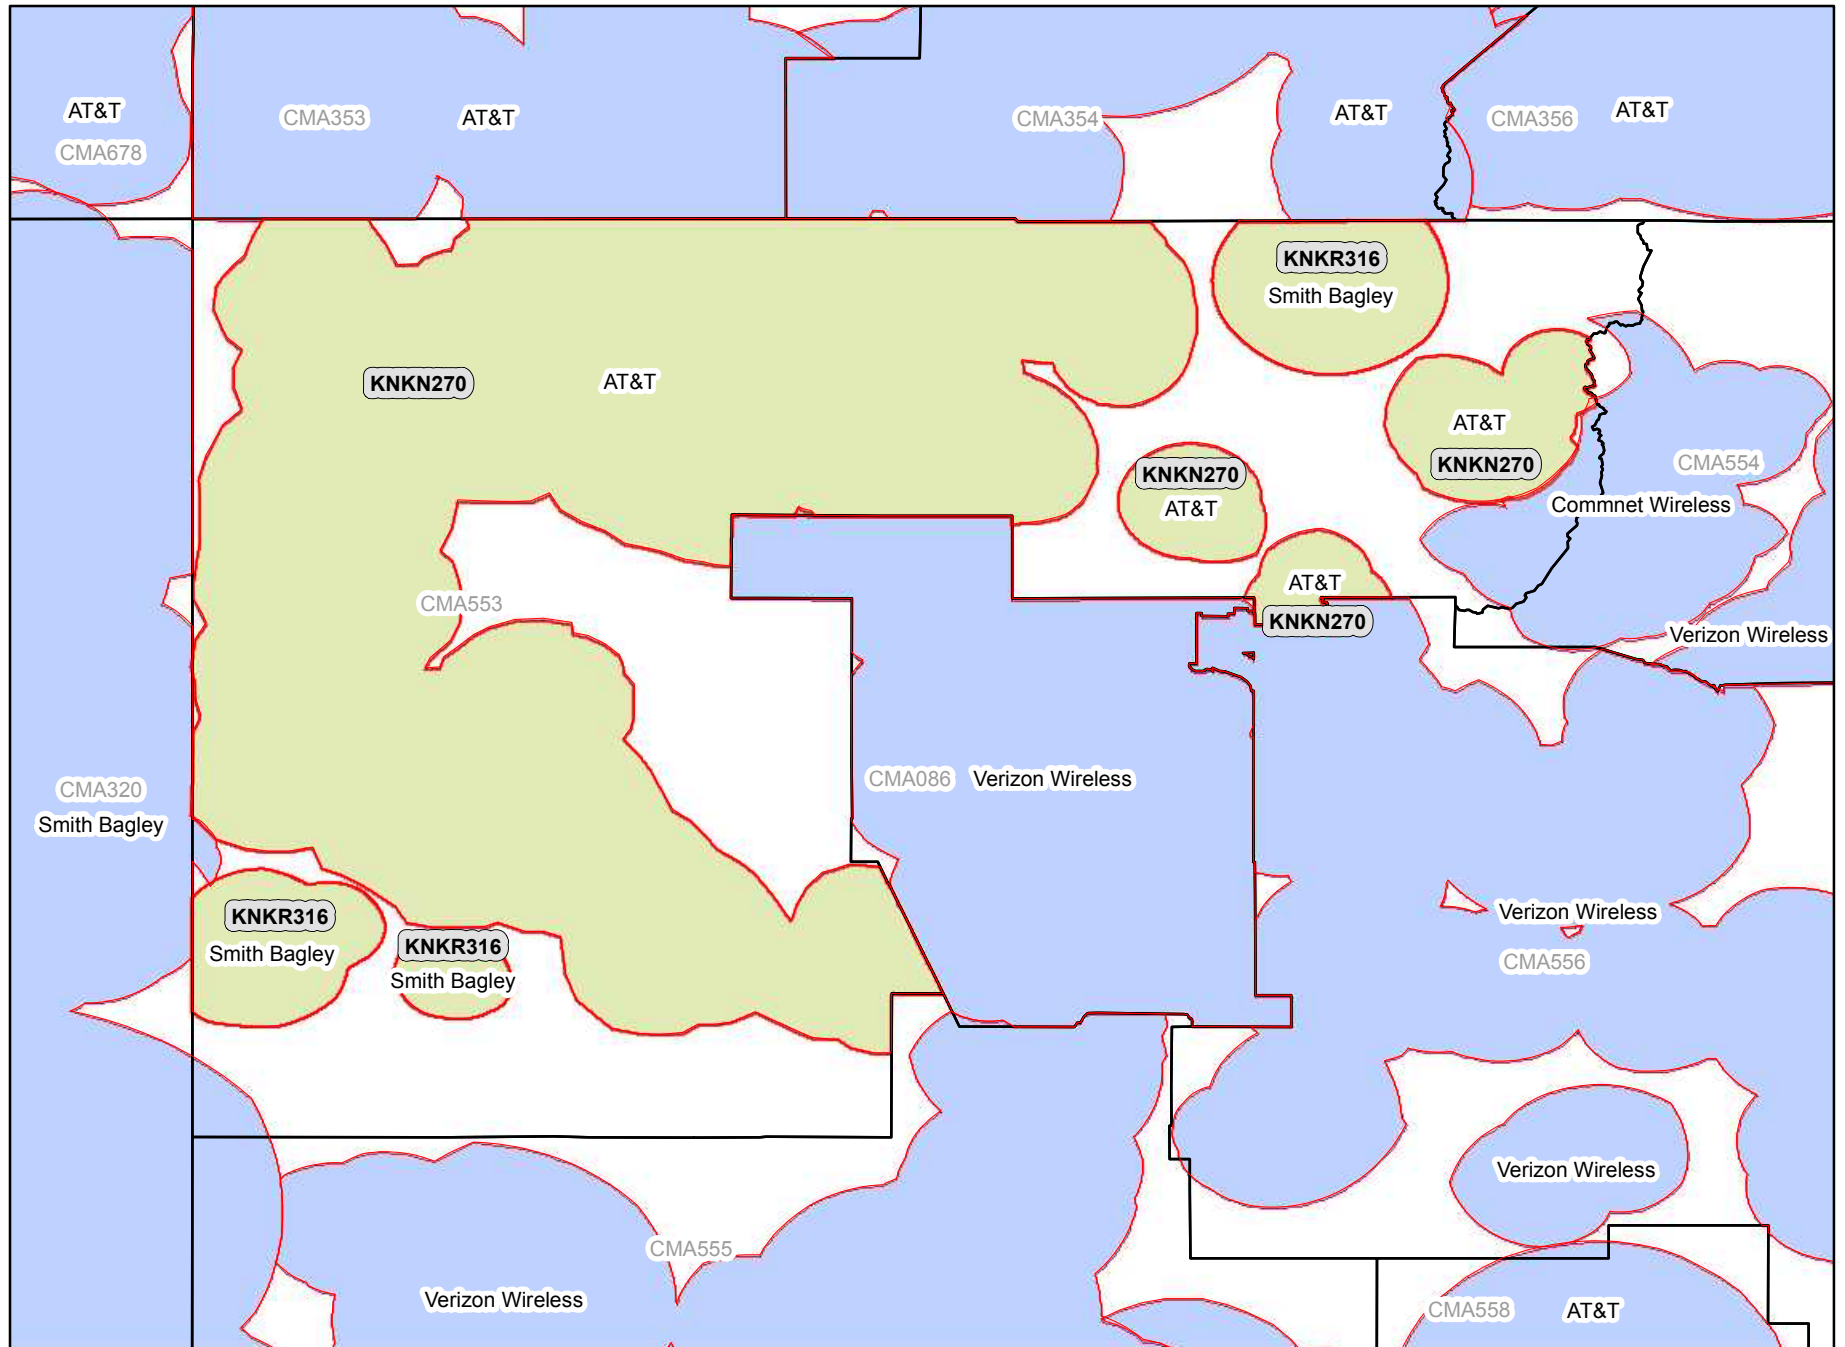 AT&T
CMA678
CMA353
AT&T
CMA354
AT&T
CMA356
AT&T
KNKR316
Smith Bagley
KNKN270
AT&T
AT&T
KNKN270
KNKN270
AT&T
CMA554
Commnet Wireless
CMA553
AT&T
KNKN270
Verizon Wireless
CMA320
Smith Bagley
CMA086
Verizon Wireless
KNKR316
Smith Bagley
KNKR316
Smith Bagley
Verizon Wireless
CMA556
Verizon Wireless
CMA555
Verizon Wireless
CMA558
AT&T